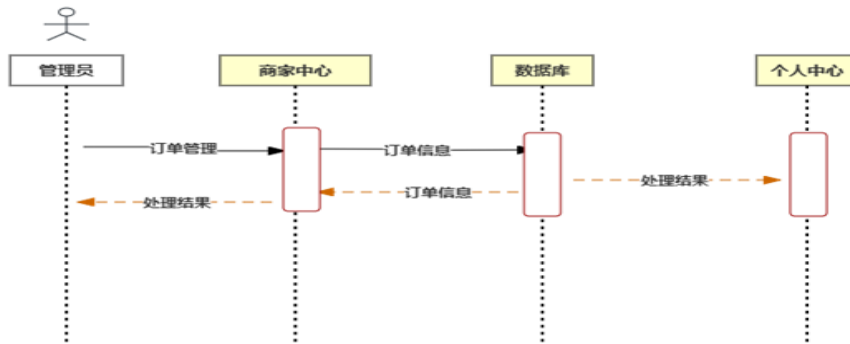 管理员
商家中心
数据库
个人中心
订单管理
订单信息
处理结果
订单信息
处理结果